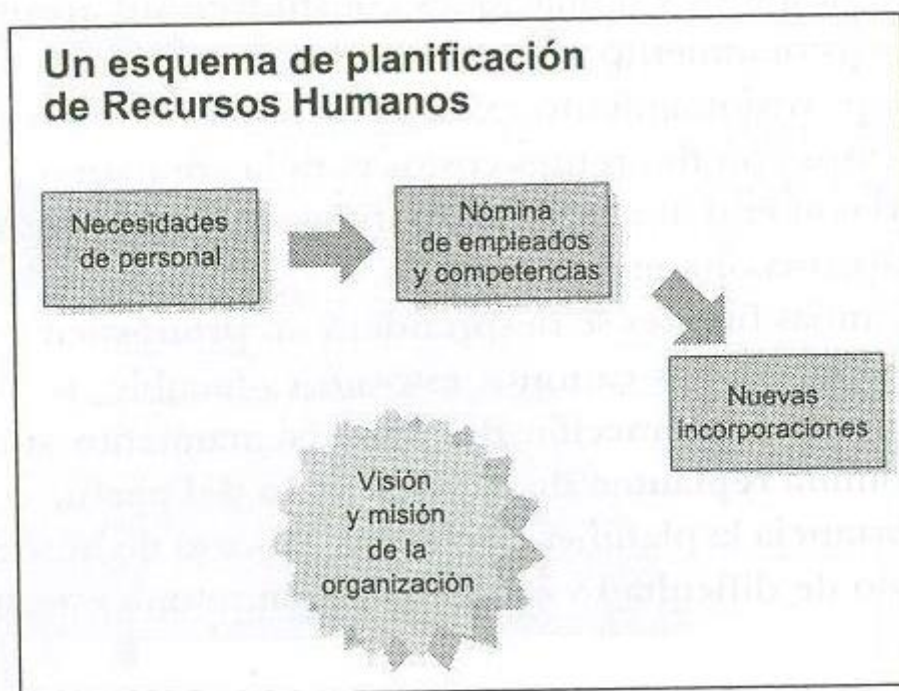 Un esquema de planificación
de Recursos Humanos
Necesidades
de personal
Nómina
de empleados
y competencias
Nuevas
incorporaciones
Visión
y misión
de la
organización